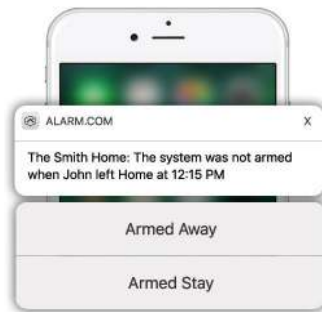 ALARM.COM X
The Smith Home: The system was not armed
when John left Home at 12:15 PM
Armed Away
Armed Stay